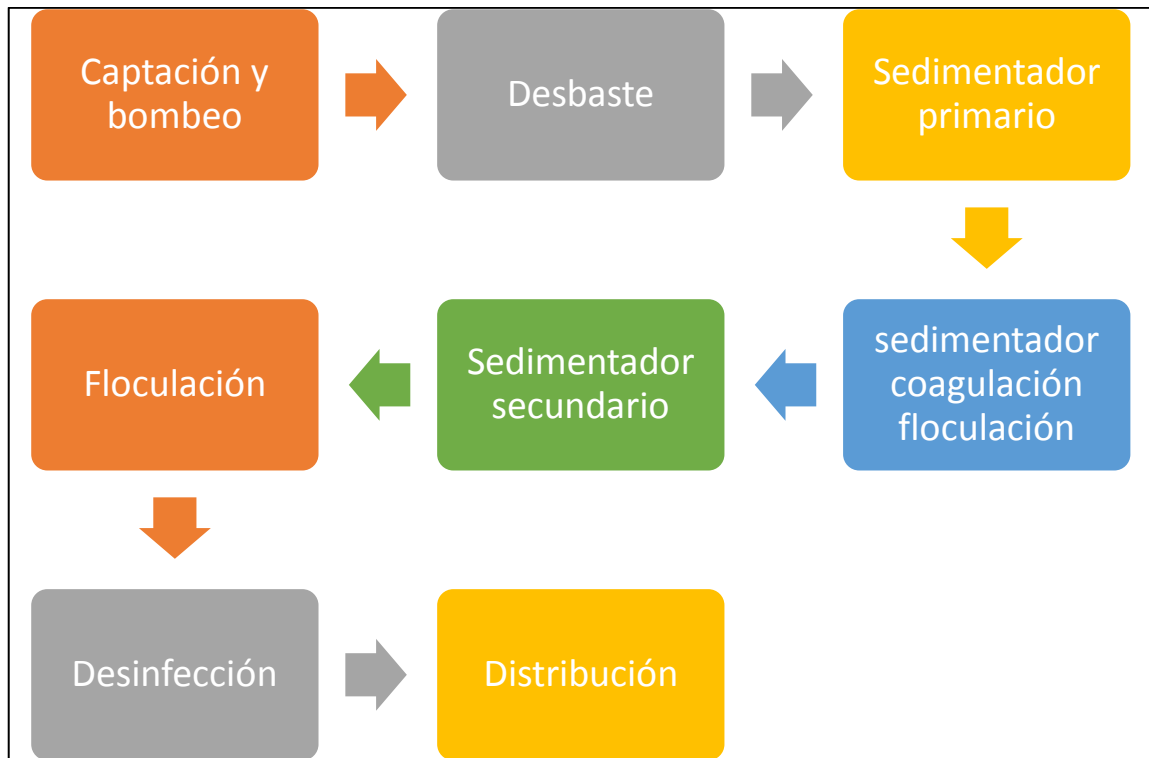 Captación y
bombeo
Desbaste
Sedimentador
primario
sedimentador
coagulación
floculación
Sedimentador
secundario
Floculación
Desinfección
Distribución